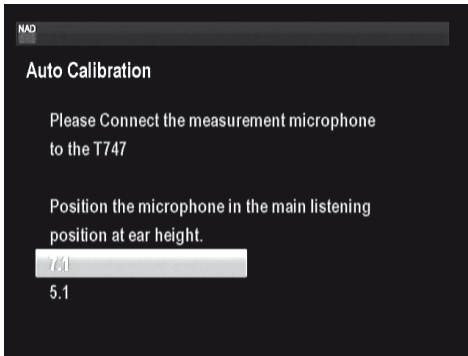 NAD
Auto Calibration
Please Connect the measurement microphone
to the T747
Position the microphone in the main listening
position at ear height.
7.1
5.1